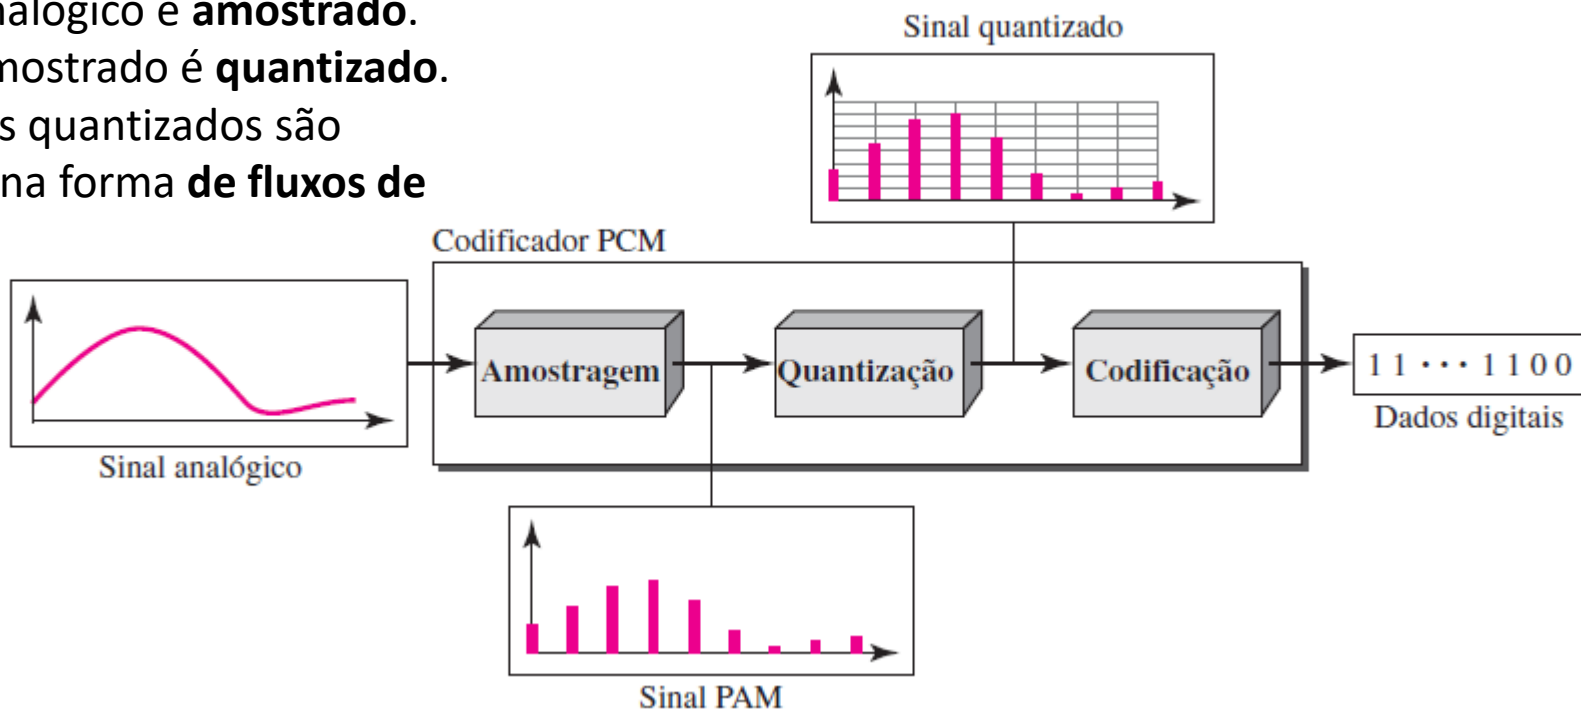 nalógico é amostrado.
mostrado é quantizado.
s quantizados são
na forma de fluxos de
Sinal quantizado
Codificador PCM
Amostragem
Quantização
Codificação
1 1 ··· 1 1 0 0
Dados digitais
Sinal analógico
Sinal PAM